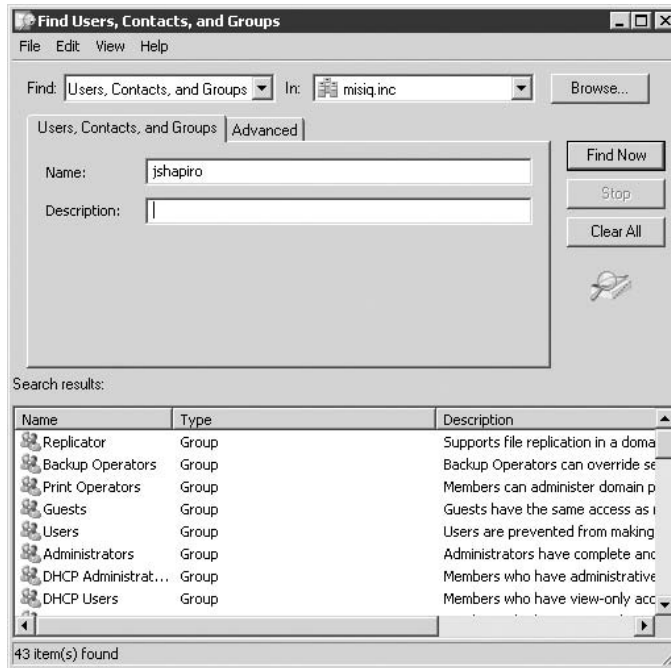 Find Users, Contacts, and Groups
File Edit View Help
Find: Users, Contacts, and Groups In: misiq.inc Browse...
Users, Contacts, and Groups Advanced
Find Now
Name: jshapiro
Stop
Description:
Clear All
Search results:
Name Type Description
Replicator Group Supports file replication in a doma
Backup Operators Group Backup Operators can override se
Print Operators Group Members can administer domain p
Guests Group Guests have the same access as
Users Group Users are prevented from making
Administrators Group Administrators have complete and
DHCP Administrat... Group Members who have administrative
DHCP Users Group Members who have view-only acc
43 item(s) found